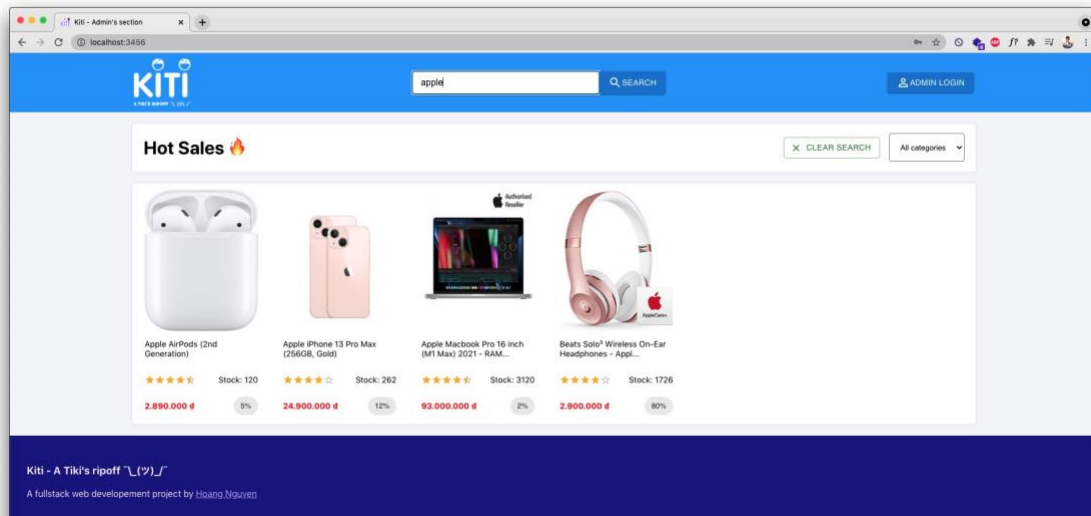 Kiti - Admin's section
localhost:3456
KITI
A TIKI'S RIPOFF ¯\_(ツ)_/¯
apple
SEARCH
ADMIN LOGIN
Hot Sales 🔥
CLEAR SEARCH
All categories
Authorised
Reseller
AppleCare+
Apple AirPods (2nd
Generation)
Stock: 120
2.890.000 đ
5%
Apple iPhone 13 Pro Max
(256GB, Gold)
Stock: 262
24.900.000 đ
12%
Apple Macbook Pro 16 inch
(M1 Max) 2021 - RAM...
Stock: 3120
93.000.000 đ
2%
Beats Solo³ Wireless On-Ear
Headphones - Appl...
Stock: 1726
2.900.000 đ
80%
Kiti - A Tiki's ripoff ¯\_(ツ)_/¯
A fullstack web developement project by Hoang Nguyen